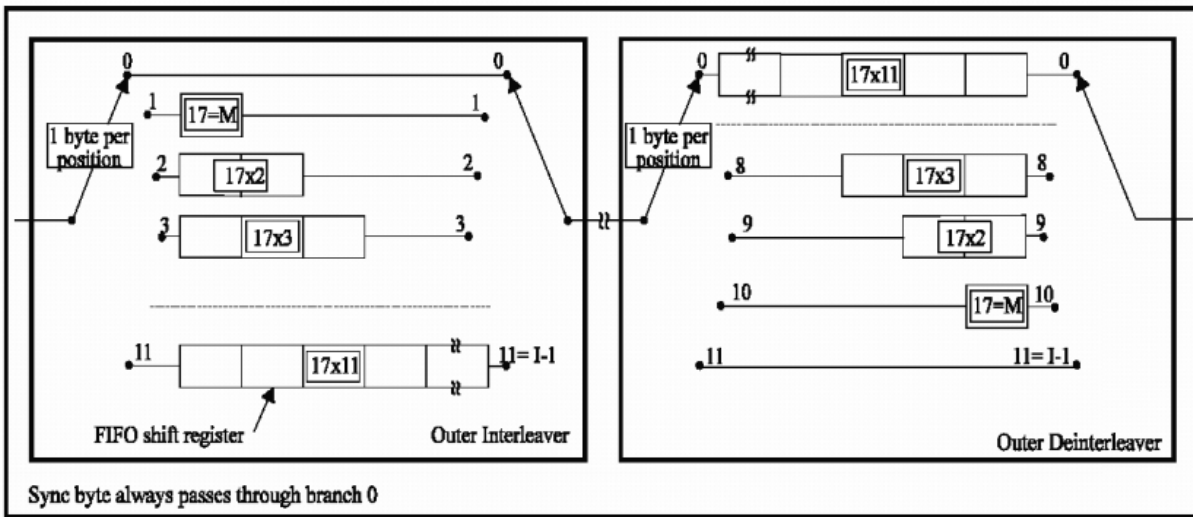 0
0
1
17=M
1
1 byte per
position
2
17x2
2
3
17x3
3
11
17x11
11= I-1
FIFO shift register
Outer Interleaver
0
17x11
0
1 byte per
position
8
17x3
8
9
17x2
9
10
17=M
10
11
11= I-1
Outer Deinterleaver
Sync byte always passes through branch 0